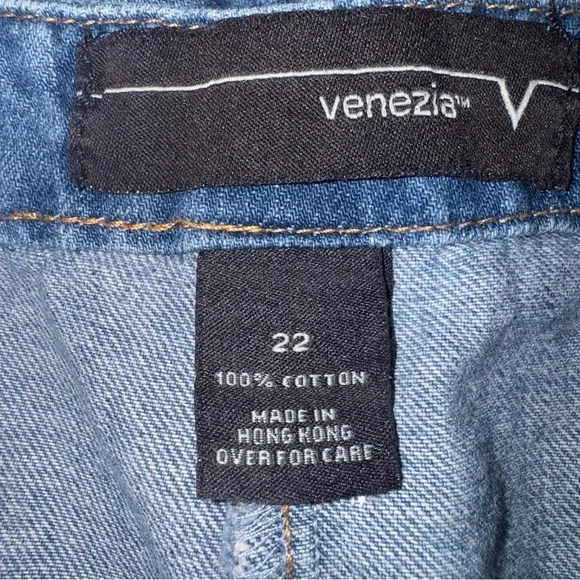 venezia™
22
100% COTTON
MADE IN
HONG KONG
OVER FOR CARE